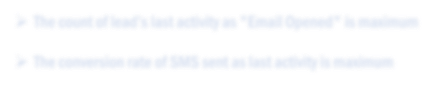 ➢ The count of lead's last activity as "Email Opened" is maximum
➢ The conversion rate of SMS sent as last activity is maximum